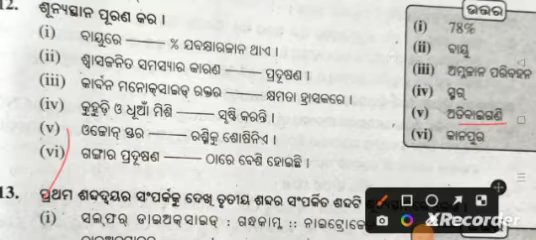 12. ଶୂନ୍ୟସ୍ଥାନ ପୂରଣ କର ।
(i) ବାୟୁରେ ——— % ଯବକ୍ଷାରଜାନ ଥାଏ ।
(ii) ଶ୍ୱାସଜନିତ ସମସ୍ୟାର କାରଣ ——— ପ୍ରଦୂଷଣ ।
(iii) କାର୍ବନ ମନୋକ୍ସାଇଡ୍ ରକ୍ତର ——— କ୍ଷମତା ହ୍ରାସକରେ ।
(iv) କୁହୁଡ଼ି ଓ ଧୂଆଁ ମିଶି ——— ସୃଷ୍ଟି କରନ୍ତି ।
(v) ଓଜୋନ୍ ସ୍ତର ——— ରଶ୍ମିକୁ ଶୋଷିନିଏ ।
(vi) ଗଙ୍ଗାର ପ୍ରଦୂଷଣ ——— ଠାରେ ବେଶି ହୋଇଛି ।
ଉତ୍ତର
(i) 78%
(ii) ବାୟୁ
(iii) ଅମ୍ଳଜାନ ପରିବହନ
(iv)
(v) ଅତିବାଇଗଣି
(vi) କାନପୁର
13. ପ୍ରଥମ ଶବ୍ଦଦ୍ୱୟର ସଂପର୍କକୁ ଦେଖି ତୃତୀୟ ଶବ୍ଦର ସଂପର୍କିତ ଶବ୍ଦଟି
(i) ସଲଫର୍ ଡାଇଅକ୍ସାଇଡ୍ : ଗନ୍ଧକାମ୍ଳ :: ନାଇଟ୍ରୋଜେ
XRecorder